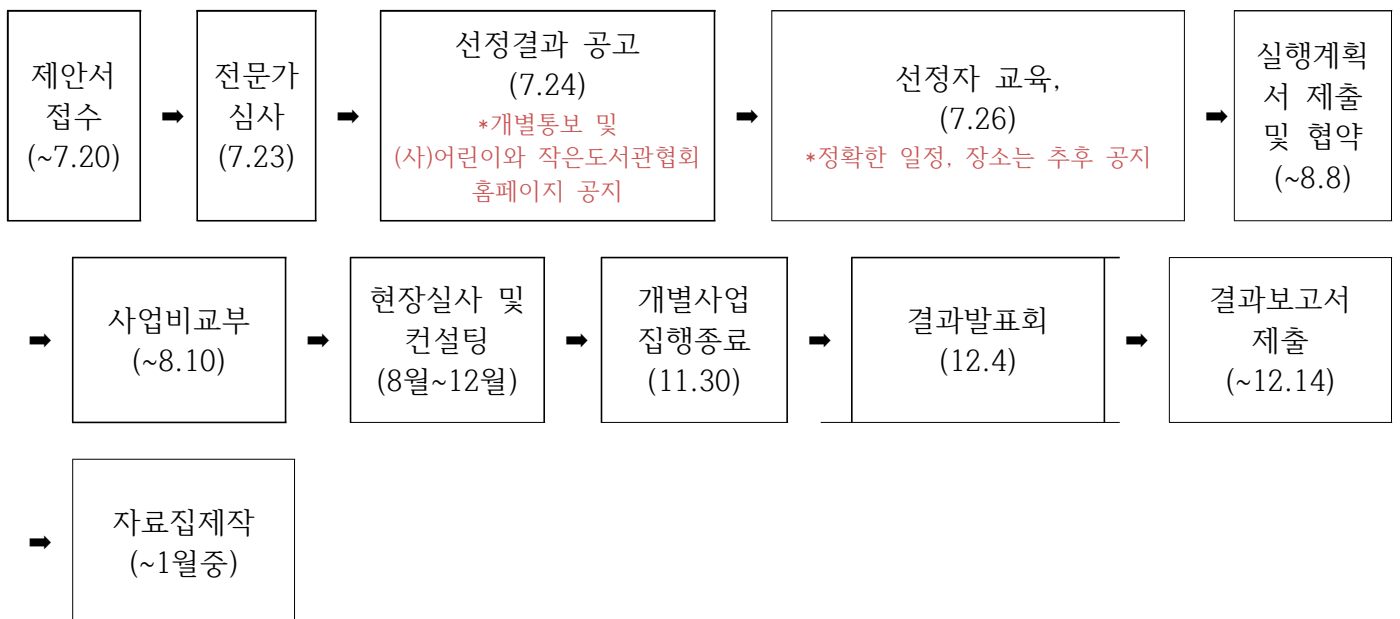 제안서
접수
(~7.20)
➡
전문가
심사
(7.23)
➡
선정결과 공고
(7.24)
*개별통보 및
(사)어린이와 작은도서관협회
홈페이지 공지
➡
선정자 교육,
(7.26)
*정확한 일정, 장소는 추후 공지
➡
실행계획
서 제출
및 협약
(~8.8)
➡
사업비교부
(~8.10)
➡
현장실사 및
컨설팅
(8월~12월)
➡
개별사업
집행종료
(11.30)
➡
결과발표회
(12.4)
➡
결과보고서
제출
(~12.14)
➡
자료집제작
(~1월중)